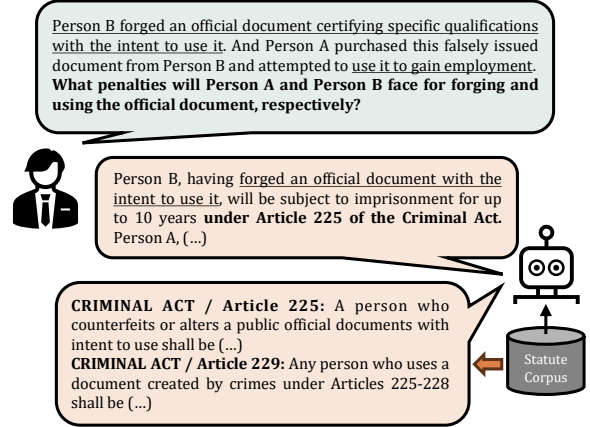 Person B forged an official document certifying specific qualifications
with the intent to use it. And Person A purchased this falsely issued
document from Person B and attempted to use it to gain employment.
What penalties will Person A and Person B face for forging and
using the official document, respectively?
Person B, having forged an official document with the
intent to use it, will be subject to imprisonment for up
to 10 years under Article 225 of the Criminal Act.
Person A, (...)
CRIMINAL ACT / Article 225: A person who
counterfeits or alters a public official documents with
intent to use shall be (...)
CRIMINAL ACT / Article 229: Any person who uses a
document created by crimes under Articles 225-228
shall be (...)
Statute
Corpus